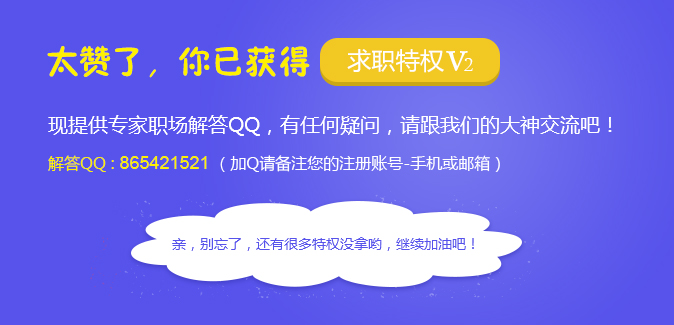 太赞了，你已获得 求职特权V2
现提供专家职场解答QQ，有任何疑问，请跟我们的大神交流吧！
解答QQ：865421521 （加Q请备注您的注册账号-手机或邮箱）
亲，别忘了，还有很多特权没拿哟，继续加油吧！